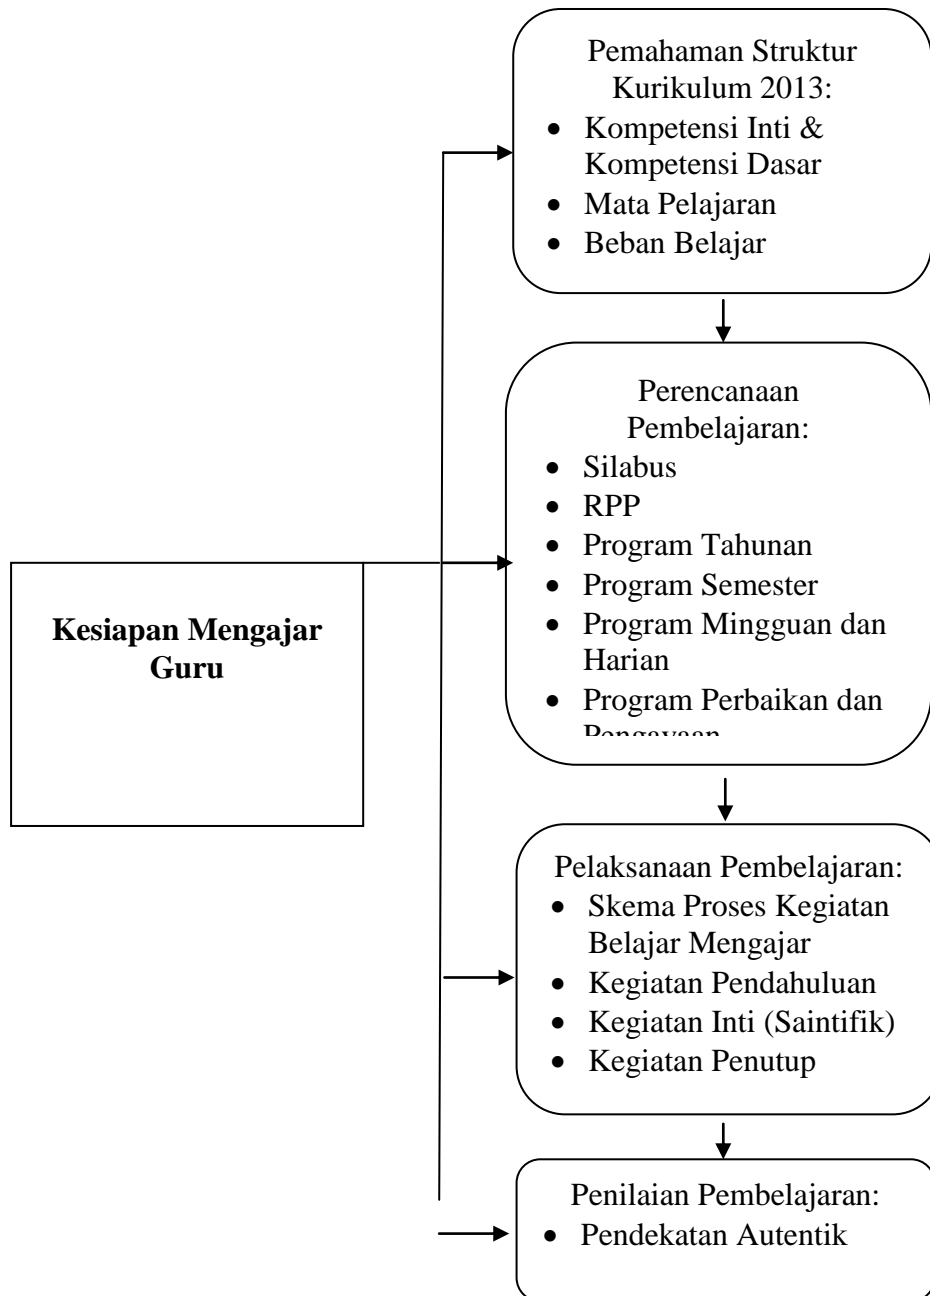 Pemahaman Struktur
Kurikulum 2013:
• Kompetensi Inti &
Kompetensi Dasar
• Mata Pelajaran
• Beban Belajar
Perencanaan
Pembelajaran:
• Silabus
• RPP
• Program Tahunan
• Program Semester
• Program Mingguan dan
Harian
• Program Perbaikan dan
Kesiapan Mengajar
Guru
Pelaksanaan Pembelajaran:
• Skema Proses Kegiatan
Belajar Mengajar
• Kegiatan Pendahuluan
• Kegiatan Inti (Saintifik)
• Kegiatan Penutup
Penilaian Pembelajaran:
• Pendekatan Autentik